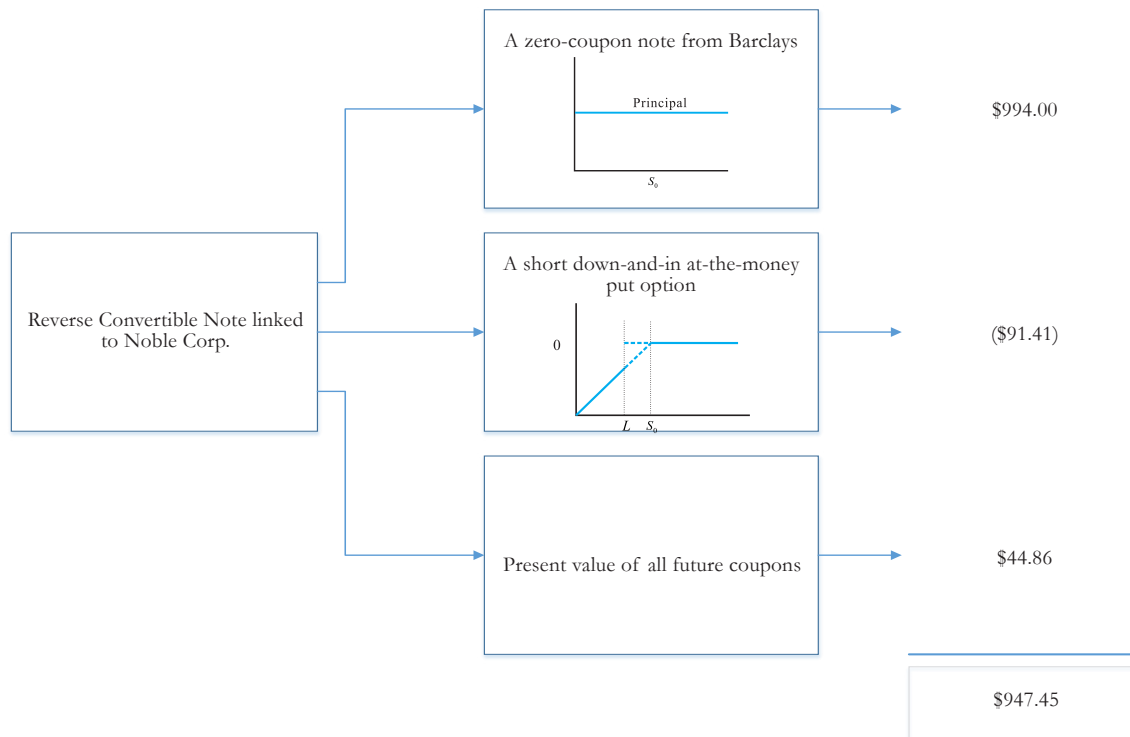 A zero-coupon note from Barclays
Principal
S₀
$994.00
Reverse Convertible Note linked
to Noble Corp.
A short down-and-in at-the-money
put option
0
L S₀
($91.41)
Present value of all future coupons
$44.86
$947.45